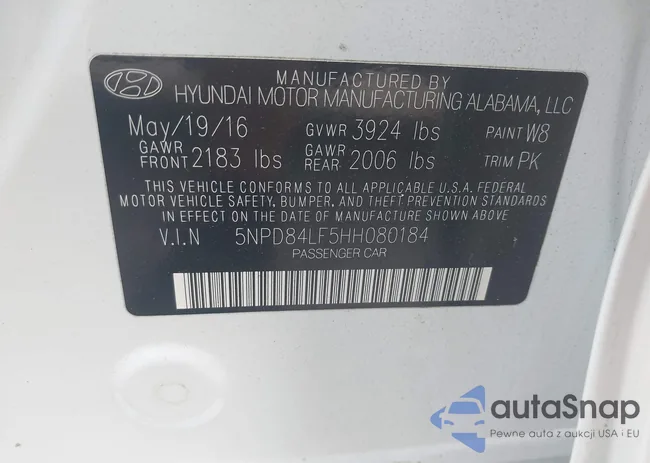 MANUFACTURED BY
HYUNDAI MOTOR MANUFACTURING ALABAMA, LLC
May/19/16 GVWR 3924 lbs PAINT W8
GAWR FRONT 2183 lbs GAWR REAR 2006 lbs TRIM PK
THIS VEHICLE CONFORMS TO ALL APPLICABLE U.S.A. FEDERAL
MOTOR VEHICLE SAFETY, BUMPER, AND THEFT PREVENTION STANDARDS
IN EFFECT ON THE DATE OF MANUFACTURE SHOWN ABOVE
V.I.N 5NPD84LF5HH080184
PASSENGER CAR
autaSnap
Pewne auta z aukcji USA i EU